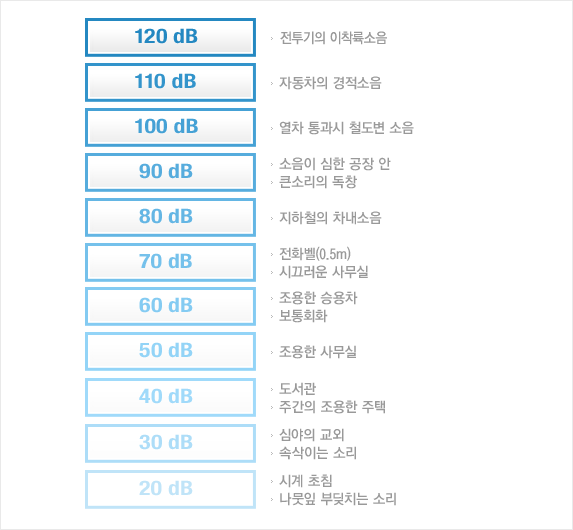 120 dB
전투기의 이착륙소음
110 dB
자동차의 경적소음
100 dB
열차 통과시 철도변 소음
90 dB
소음이 심한 공장 안
큰소리의 독창
80 dB
지하철의 차내소음
70 dB
전화벨(0.5m)
시끄러운 사무실
60 dB
조용한 승용차
보통회화
50 dB
조용한 사무실
40 dB
도서관
주간의 조용한 주택
30 dB
심야의 교외
속삭이는 소리
20 dB
시계 초침
나뭇잎 부딪치는 소리